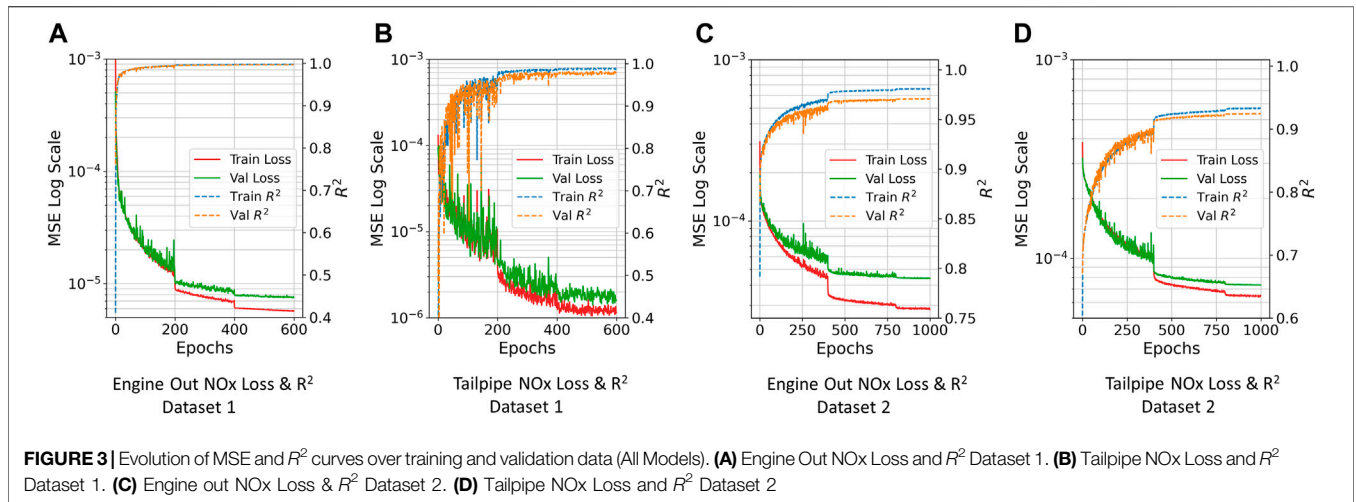 A
B
C
D
MSE Log Scale
10⁻³
10⁻⁴
10⁻⁵
1.0
0.9
0.8
0.7
0.6
0.5
0.4
R²
Train Loss
Val Loss
Train R²
Val R²
0 200 400 600
Epochs
Engine Out NOx Loss & R²
Dataset 1
MSE Log Scale
10⁻³
10⁻⁴
10⁻⁵
10⁻⁶
1.0
0.9
0.8
0.7
0.6
0.5
0.4
R²
Train Loss
Val Loss
Train R²
Val R²
0 200 400 600
Epochs
Tailpipe NOx Loss & R²
Dataset 1
MSE Log Scale
10⁻³
10⁻⁴
1.00
0.95
0.90
0.85
0.80
0.75
R²
Train Loss
Val Loss
Train R²
Val R²
0 250 500 750 1000
Epochs
Engine Out NOx Loss & R²
Dataset 2
MSE Log Scale
10⁻³
10⁻⁴
1.0
0.9
0.8
0.7
0.6
R²
Train Loss
Val Loss
Train R²
Val R²
0 250 500 750 1000
Epochs
Tailpipe NOx Loss & R²
Dataset 2
FIGURE 3 | Evolution of MSE and R² curves over training and validation data (All Models). (A) Engine Out NOx Loss and R² Dataset 1. (B) Tailpipe NOx Loss and R²
Dataset 1. (C) Engine out NOx Loss & R² Dataset 2. (D) Tailpipe NOx Loss and R² Dataset 2